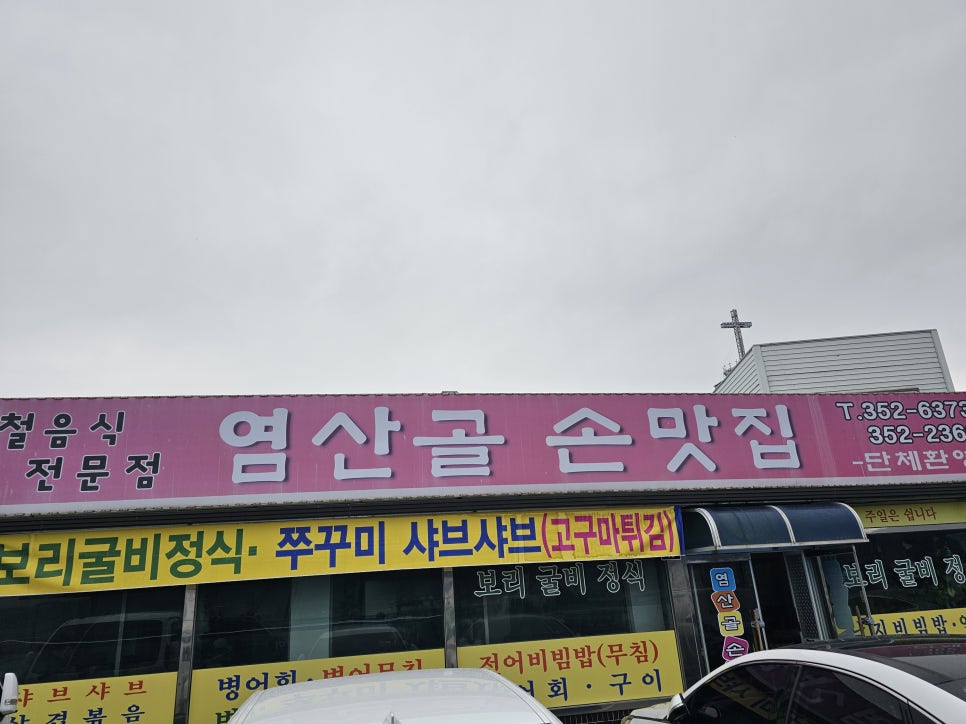 철음식
전문점
염산골 손맛집
T.352-6373
352-236
-단체환영
보리굴비정식· 쭈꾸미 샤브샤브(고구마튀김)
주일은 쉽니다
보리 굴비 정식
보리 굴비 정
염산골손
샤브샤브
병어회·병어무침
전어비빔밥(무침)
어회·구이